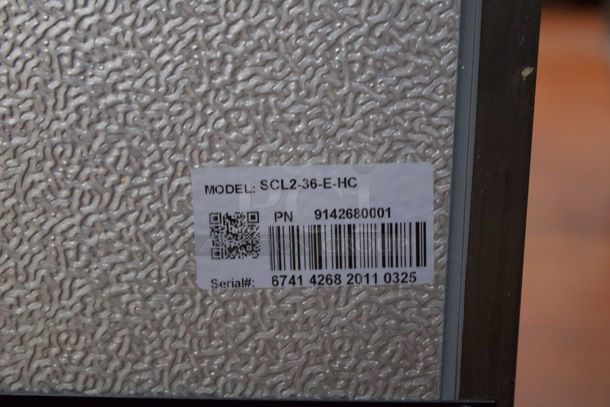 MODEL: SCL2-36-E-HC
PN 9142680001
Serial#: 6741 4268 2011 0325